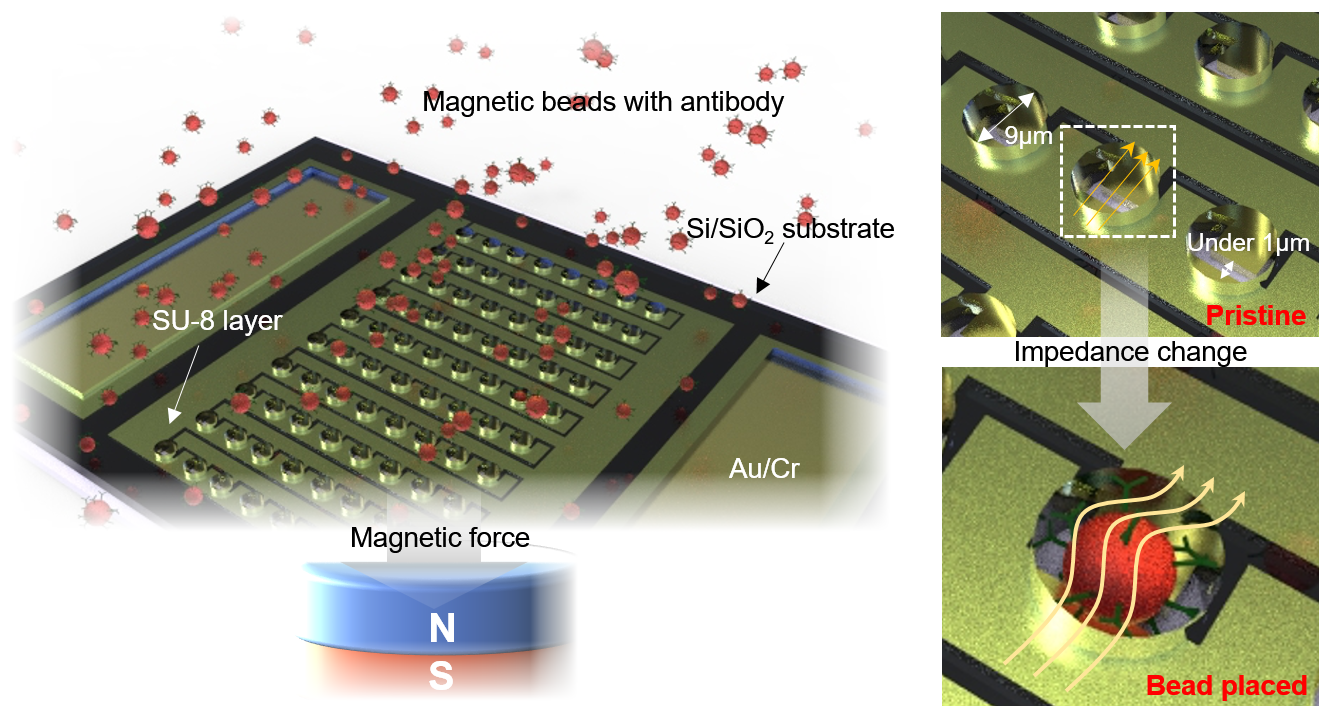 Magnetic beads with antibody
Si/SiO2 substrate
SU-8 layer
Au/Cr
Magnetic force
N
S
9μm
Under 1μm
Pristine
Impedance change
Bead placed